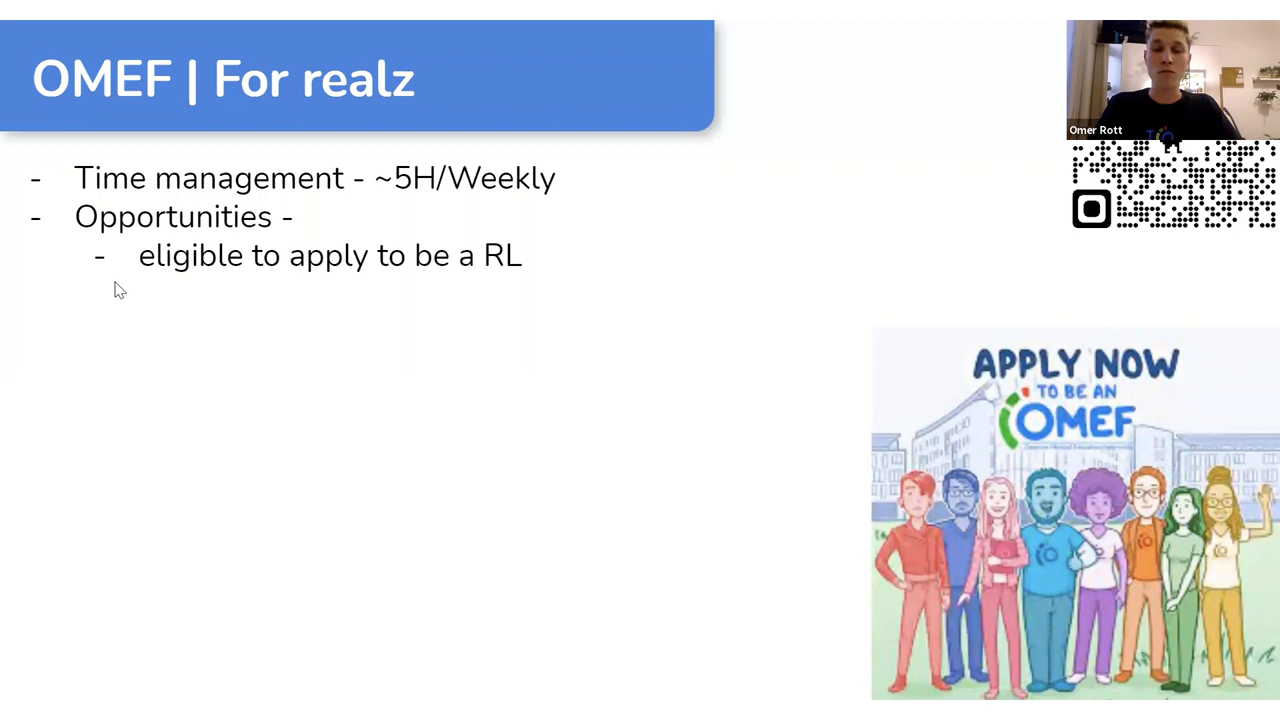 OMEF | For realz
Omer Rott
- Time management - ~5H/Weekly
- Opportunities -
- eligible to apply to be a RL
APPLY NOW
TO BE AN
OMEF